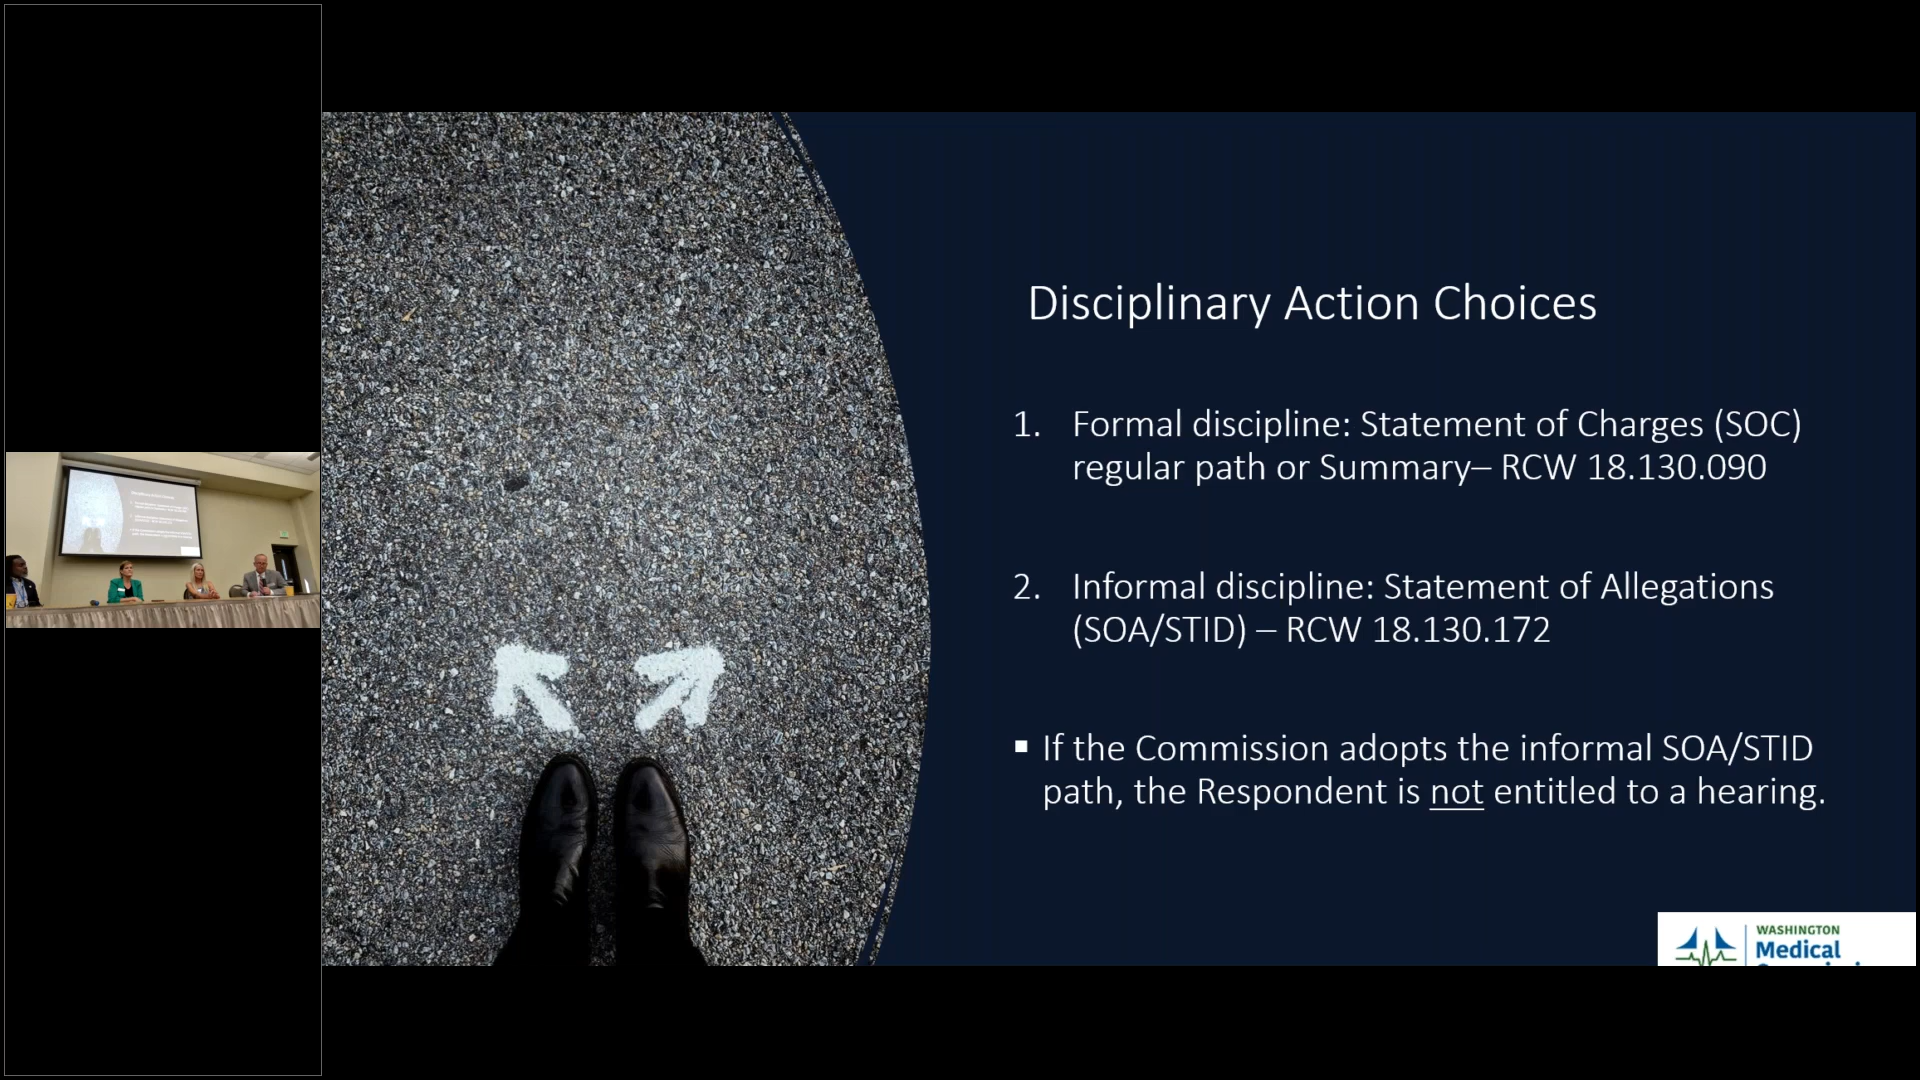 Disciplinary Action Choices
1. Formal discipline: Statement of Charges (SOC)
regular path or Summary– RCW 18.130.090
2. Informal discipline: Statement of Allegations
(SOA/STID) – RCW 18.130.172
▪ If the Commission adopts the informal SOA/STID
path, the Respondent is not entitled to a hearing.
WASHINGTON
Medical